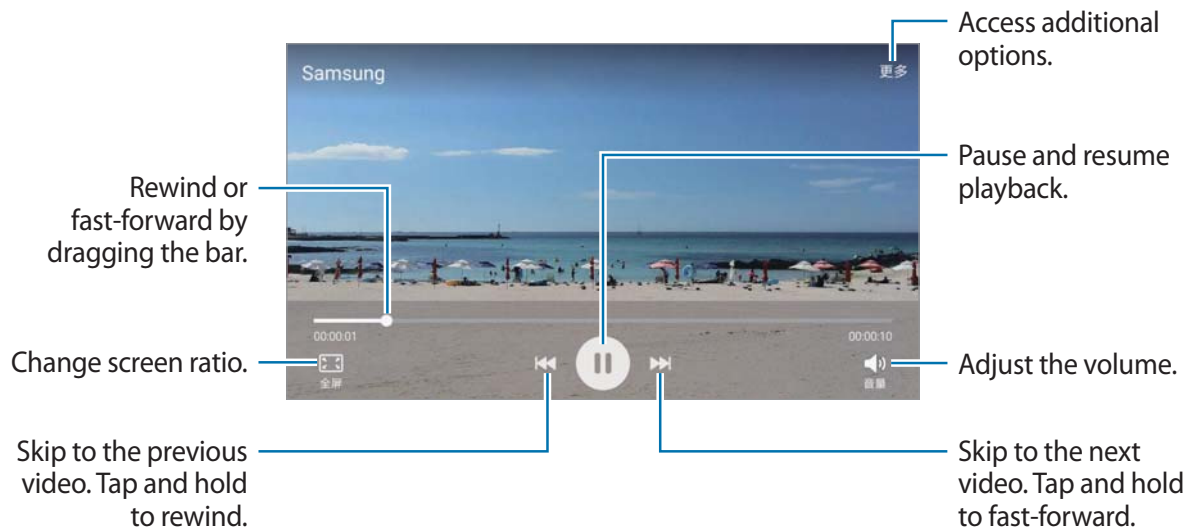 Access additional
options.
Samsung
更多
Pause and resume
playback.
Rewind or
fast-forward by
dragging the bar.
00:00:01
00:00:10
Change screen ratio.
全屏
音量
Adjust the volume.
Skip to the previous
video. Tap and hold
to rewind.
Skip to the next
video. Tap and hold
to fast-forward.